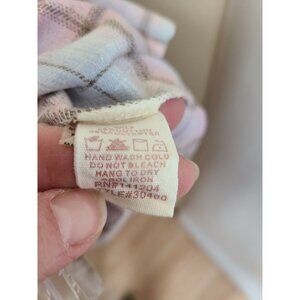 HAND WASH COLD
DO NOT BLEACH
HANG TO DRY
COOL IRON
RN#141204
STYLE#30400